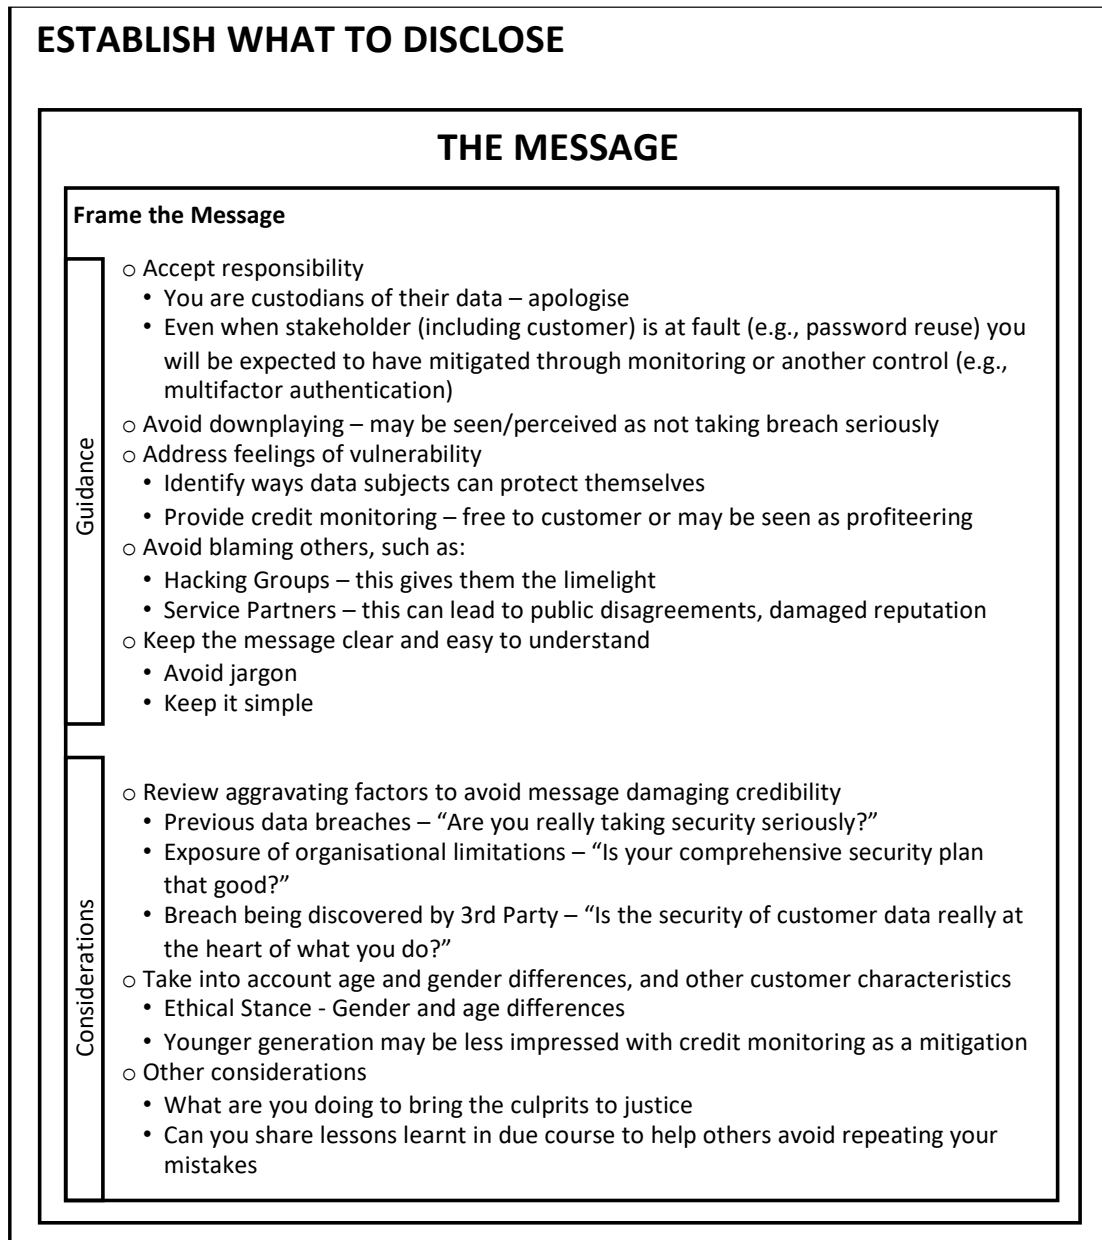 ESTABLISH WHAT TO DISCLOSE
THE MESSAGE
Frame the Message
Guidance
o Accept responsibility
• You are custodians of their data – apologise
• Even when stakeholder (including customer) is at fault (e.g., password reuse) you
will be expected to have mitigated through monitoring or another control (e.g.,
multifactor authentication)
o Avoid downplaying – may be seen/perceived as not taking breach seriously
o Address feelings of vulnerability
• Identify ways data subjects can protect themselves
• Provide credit monitoring – free to customer or may be seen as profiteering
o Avoid blaming others, such as:
• Hacking Groups – this gives them the limelight
• Service Partners – this can lead to public disagreements, damaged reputation
o Keep the message clear and easy to understand
• Avoid jargon
• Keep it simple
Considerations
o Review aggravating factors to avoid message damaging credibility
• Previous data breaches – “Are you really taking security seriously?”
• Exposure of organisational limitations – “Is your comprehensive security plan
that good?”
• Breach being discovered by 3rd Party – “Is the security of customer data really at
the heart of what you do?”
o Take into account age and gender differences, and other customer characteristics
• Ethical Stance - Gender and age differences
• Younger generation may be less impressed with credit monitoring as a mitigation
o Other considerations
• What are you doing to bring the culprits to justice
• Can you share lessons learnt in due course to help others avoid repeating your
mistakes